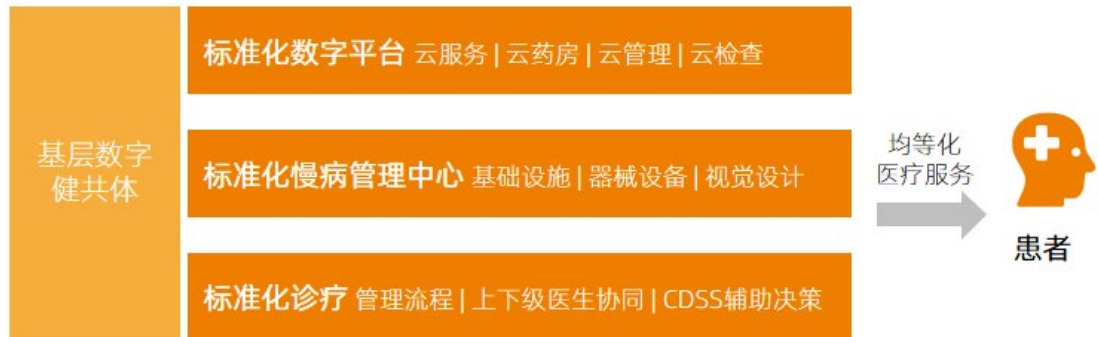 基层数字
健共体
标准化数字平台 云服务 | 云药房 | 云管理 | 云检查
标准化慢病管理中心 基础设施 | 器械设备 | 视觉设计
标准化诊疗 管理流程 | 上下级医生协同 | CDSS辅助决策
均等化
医疗服务
患者